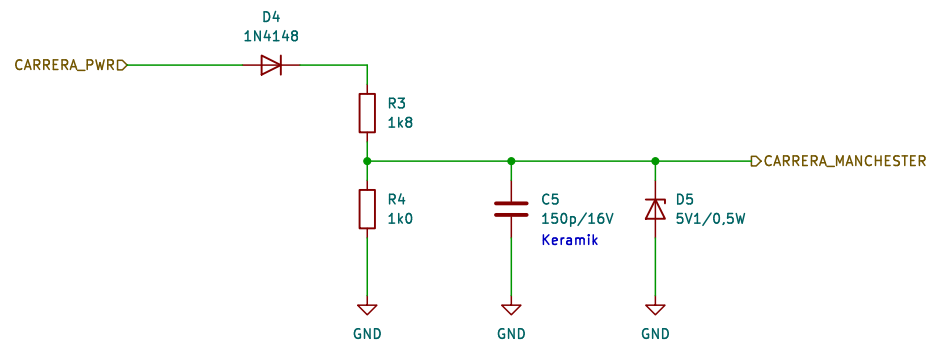 D4
1N4148
CARRERA_PWR
R3
1k8
CARRERA_MANCHESTER
R4
1k0
C5
150p/16V
Keramik
D5
5V1/0,5W
GND
GND
GND